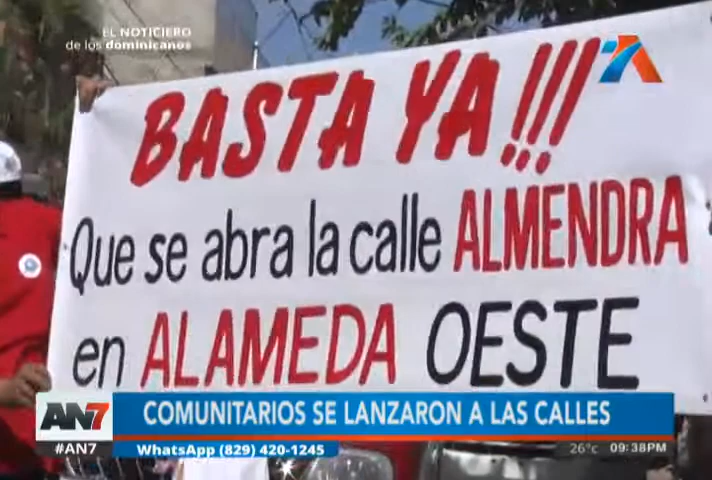 EL NOTICIERO
de los dominicanos
BASTA YA!!!
Que se abra la calle ALMENDRA
en ALAMEDA OESTE
AN7
COMUNITARIOS SE LANZARON A LAS CALLES
#AN7
WhatsApp (829) 420-1245
26°c
09:38PM